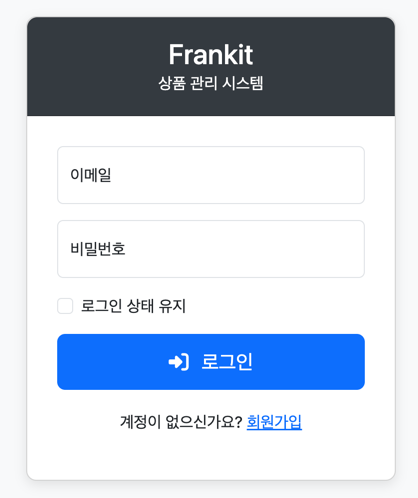 Frankit
상품 관리 시스템
이메일
비밀번호
로그인 상태 유지
로그인
계정이 없으신가요? 회원가입